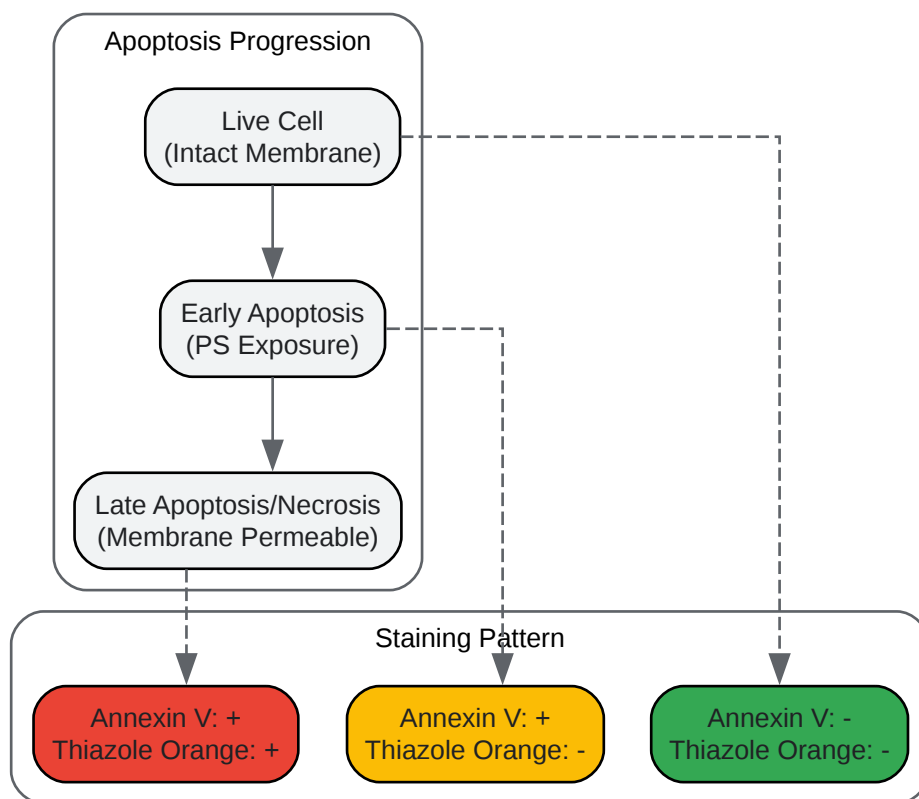 Apoptosis Progression
Live Cell
(Intact Membrane)
Early Apoptosis
(PS Exposure)
Late Apoptosis/Necrosis
(Membrane Permeable)
Staining Pattern
Annexin V: +
Thiazole Orange: +
Annexin V: +
Thiazole Orange: -
Annexin V: -
Thiazole Orange: -